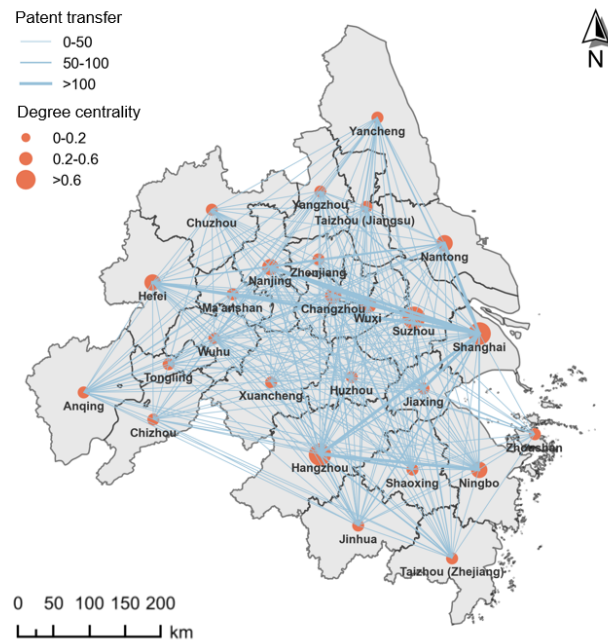 Patent transfer
0-50
50-100
>100
Degree centrality
0-0.2
0.2-0.6
>0.6
N
Yancheng
Yangzhou
Taizhou (Jiangsu)
Chuzhou
Nantong
Zhenjiang
Nanjing
Hefei
Ma'anshan
Changzhou
Wuxi
Suzhou
Shanghai
Wuhu
Tongling
Xuancheng
Huzhou
Jiaxing
Anqing
Chizhou
Zhoushan
Hangzhou
Shaoxing
Ningbo
Jinhua
Taizhou (Zhejiang)
0 50 100 150 200
km